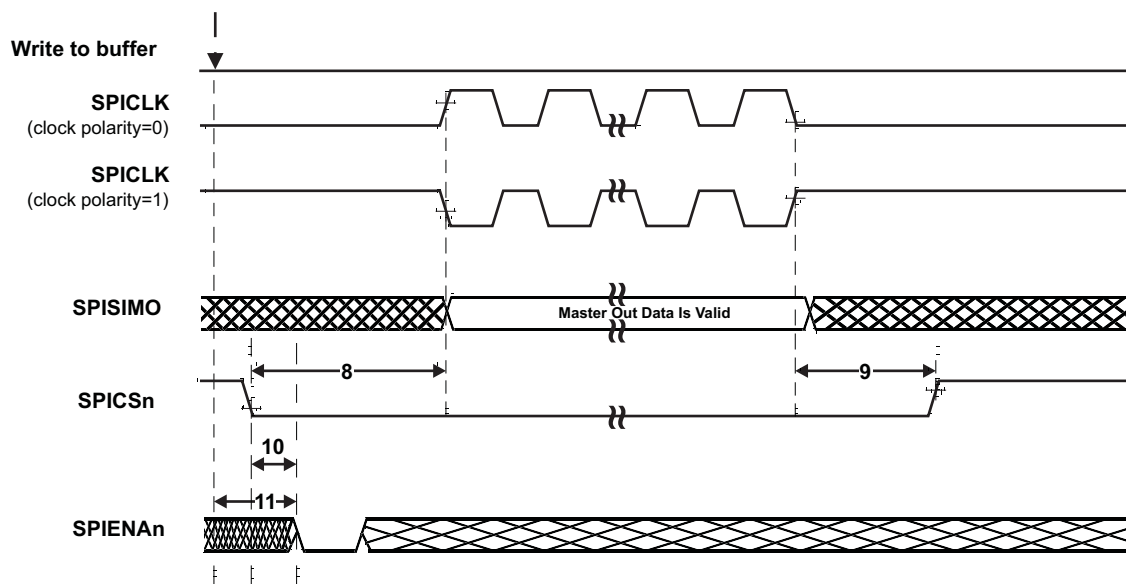 Write to buffer
SPICLK
(clock polarity=0)
SPICLK
(clock polarity=1)
SPISIMO
Master Out Data Is Valid
8
9
SPICSn
10
11
SPIENAn